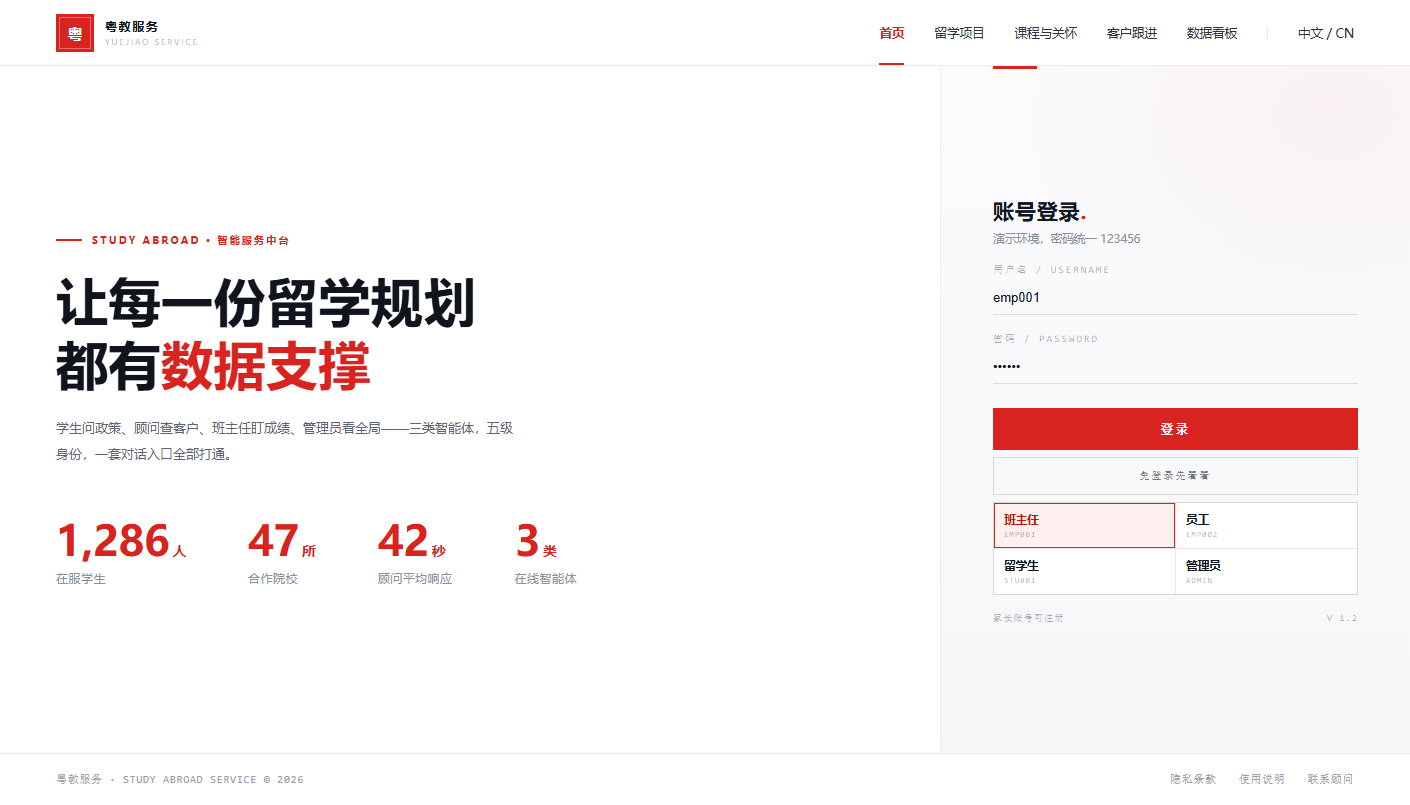 粤
粤教服务
YUEJIAO SERVICE
首页
留学项目
课程与关怀
客户跟进
数据看板
中文 / CN
STUDY ABROAD • 智能服务中台
让每一份留学规划
都有数据支撑
学生问政策、顾问查客户、班主任盯成绩、管理员看全局——三类智能体，五级
身份，一套对话入口全部打通。
1,286 人
在服学生
47 所
合作院校
42 秒
顾问平均响应
3 类
在线智能体
账号登录.
演示环境，密码统一 123456
用户名 / USERNAME
emp001
密码 / PASSWORD
••••••
登录
免登录先看看
班主任
EMP001
员工
EMP002
留学生
STU001
管理员
ADMIN
家长账号可注册
V 1.2
粤教服务 · STUDY ABROAD SERVICE © 2026
隐私条款
使用说明
联系顾问